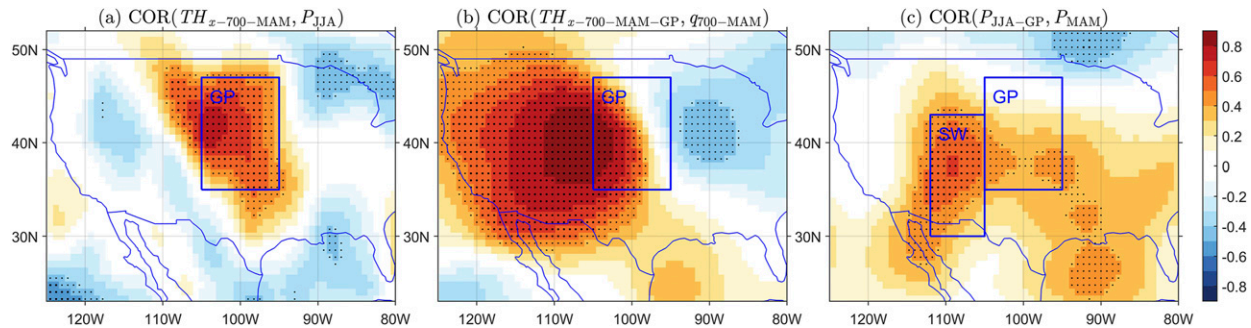 (a) COR(THx−700−MAM, PJJA)
(b) COR(THx−700−MAM−GP, q700−MAM)
(c) COR(PJJA−GP, PMAM)
50N
40N
30N
120W 110W 100W 90W 80W
GP
50N
40N
30N
120W 110W 100W 90W 80W
GP
50N
40N
30N
120W 110W 100W 90W 80W
GP
SW
0.8
0.6
0.4
0.2
0
-0.2
-0.4
-0.6
-0.8